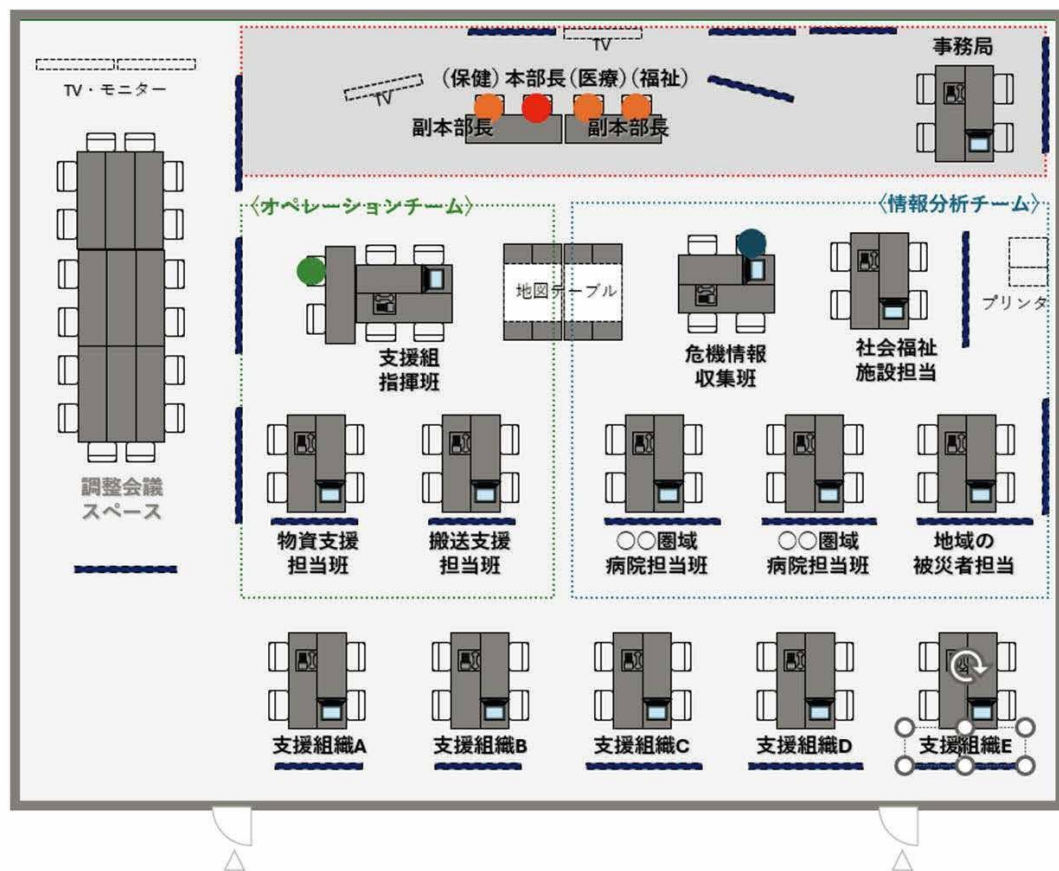 TV
事務局
TV・モニター
TV
（保健）本部長（医療）（福祉）
副本部長
副本部長
〈オペレーションチーム〉
〈情報分析チーム〉
地図テーブル
プリンタ
支援組
指揮班
危機情報
収集班
社会福祉
施設担当
調整会議
スペース
物資支援
担当班
搬送支援
担当班
○○圏域
病院担当班
○○圏域
病院担当班
地域の
被災者担当
支援組織A
支援組織B
支援組織C
支援組織D
支援組織E